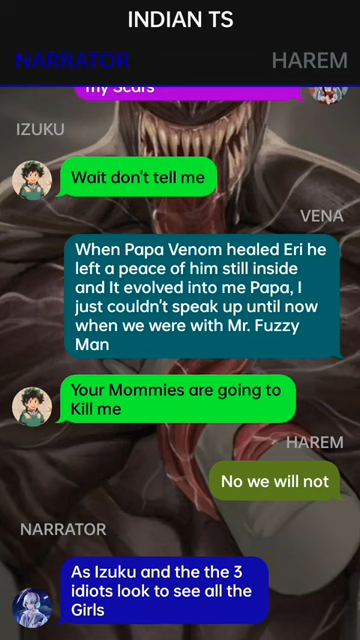 INDIAN TS
NARRATOR
HAREM
my Scars
IZUKU
Wait don't tell me
VENA
When Papa Venom healed Eri he
left a peace of him still inside
and It evolved into me Papa, I
just couldn't speak up until now
when we were with Mr. Fuzzy
Man
Your Mommies are going to
Kill me
HAREM
No we will not
NARRATOR
As Izuku and the the 3
idiots look to see all the
Girls